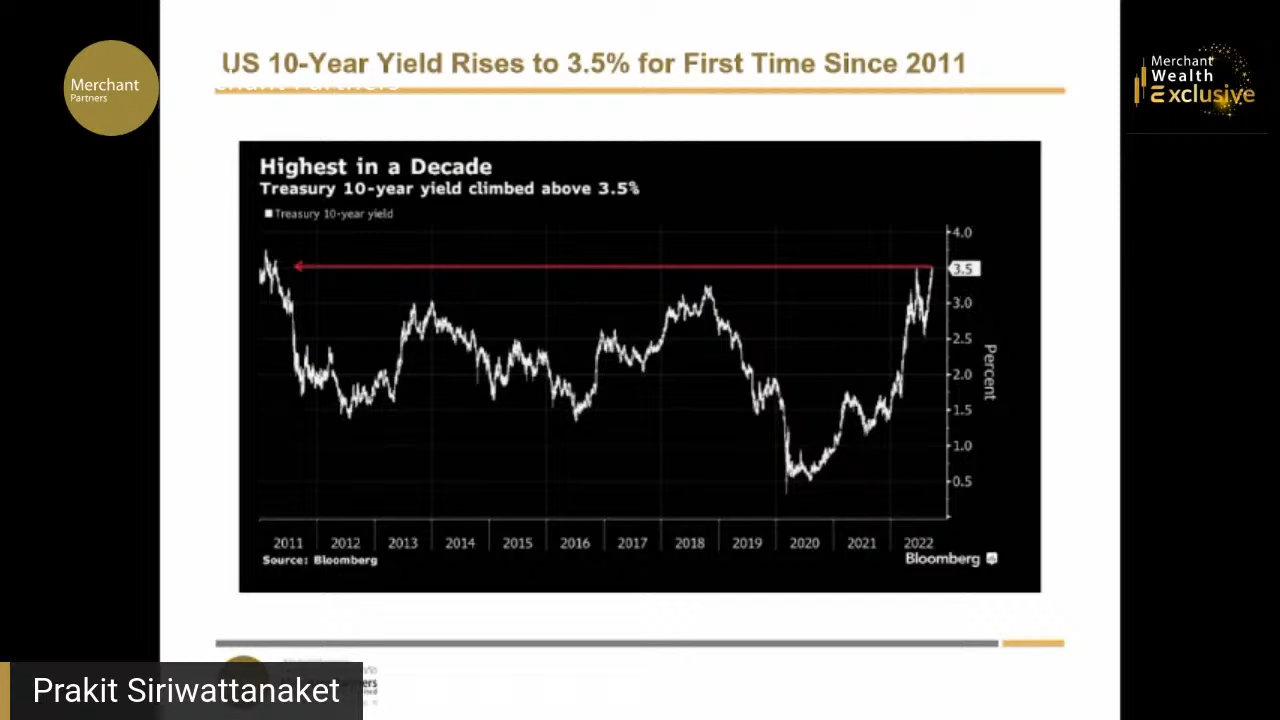 US 10-Year Yield Rises to 3.5% for First Time Since 2011
Merchant
Partners
Merchant
Wealth
Exclusive
Highest in a Decade
Treasury 10-year yield climbed above 3.5%
Treasury 10-year yield
4.0
3.5
3.0
2.5
2.0
1.5
1.0
0.5
Percent
2011 2012 2013 2014 2015 2016 2017 2018 2019 2020 2021 2022
Source: Bloomberg
Bloomberg
Prakit Siriwattanaket